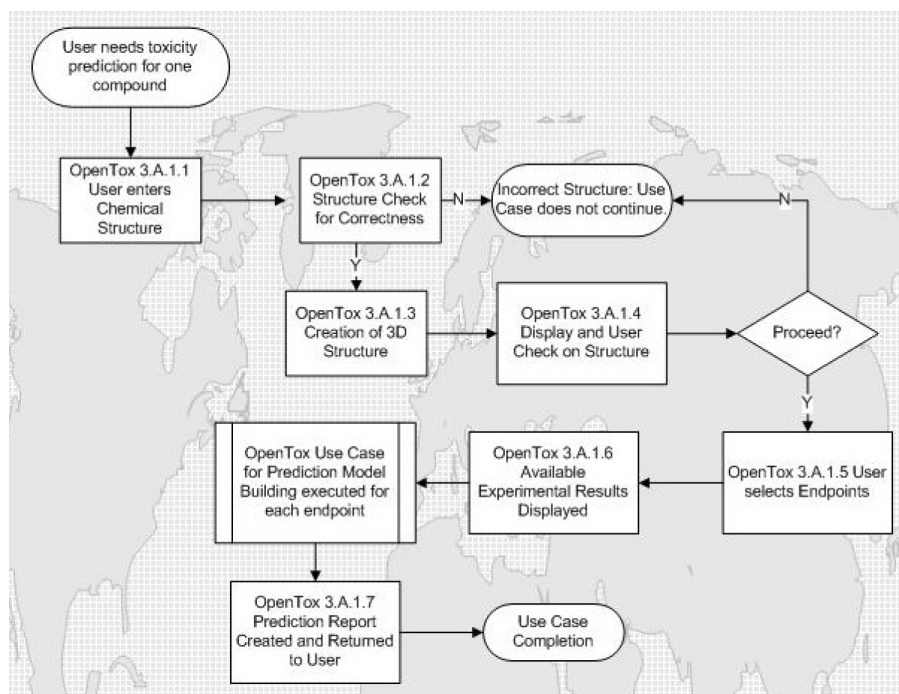 User needs toxicity
prediction for one
compound
OpenTox 3.A.1.1
User enters
Chemical
Structure
OpenTox 3.A.1.2
Structure Check
for Correctness
N
Incorrect Structure: Use
Case does not continue.
N
Y
OpenTox 3.A.1.3
Creation of 3D
Structure
OpenTox 3.A.1.4
Display and User
Check on Structure
Proceed?
Y
OpenTox Use Case
for Prediction Model
Building executed for
each endpoint
OpenTox 3.A.1.6
Available
Experimental Results
Displayed
OpenTox 3.A.1.5 User
selects Endpoints
OpenTox 3.A.1.7
Prediction Report
Created and Returned
to User
Use Case
Completion